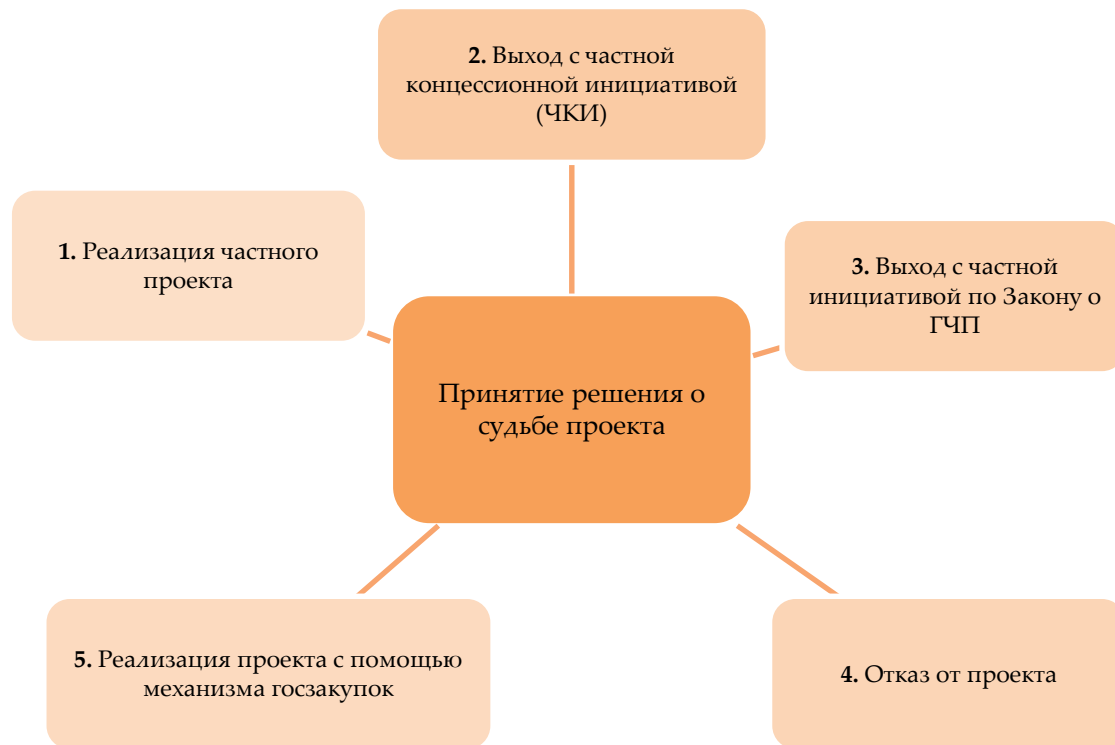 2. Выход с частной
концессионной инициативой
(ЧКИ)
1. Реализация частного
проекта
3. Выход с частной
инициативой по Закону о
ГЧП
Принятие решения о
судьбе проекта
5. Реализация проекта с помощью
механизма госзакупок
4. Отказ от проекта